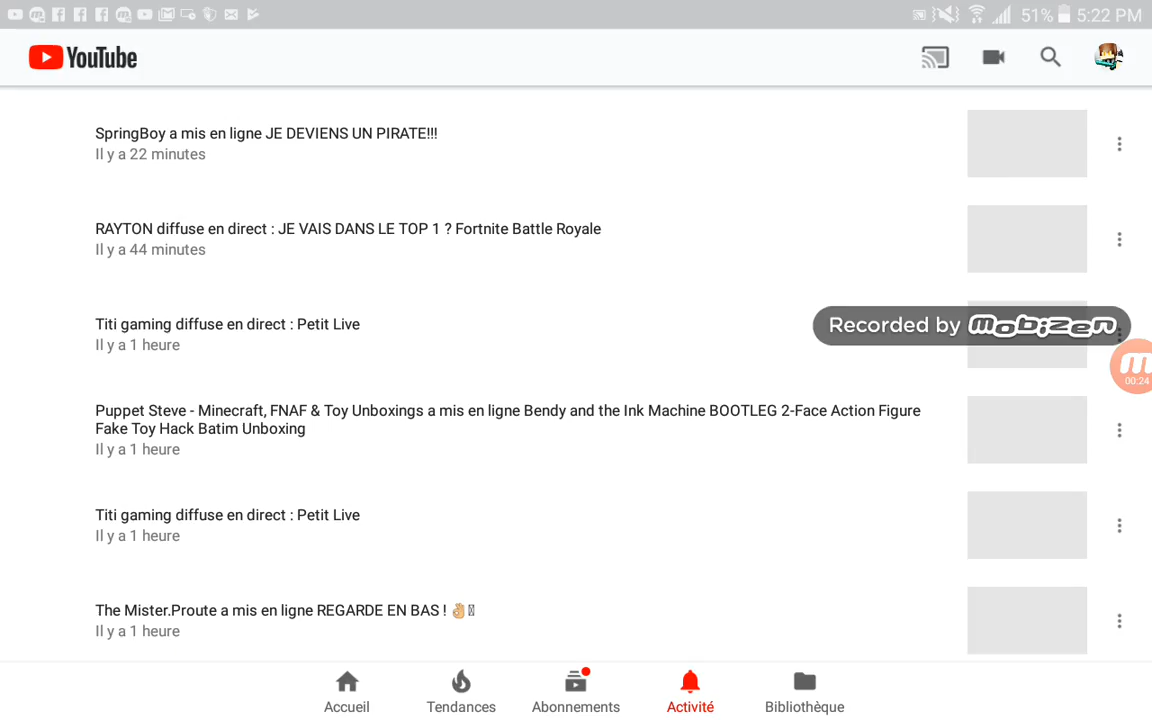 51% 5:22 PM
YouTube
SpringBoy a mis en ligne JE DEVIENS UN PIRATE!!!
Il y a 22 minutes
RAYTON diffuse en direct : JE VAIS DANS LE TOP 1 ? Fortnite Battle Royale
Il y a 44 minutes
Titi gaming diffuse en direct : Petit Live
Il y a 1 heure
Recorded by mobizen
00:24
Puppet Steve - Minecraft, FNAF & Toy Unboxings a mis en ligne Bendy and the Ink Machine BOOTLEG 2-Face Action Figure
Fake Toy Hack Batim Unboxing
Il y a 1 heure
Titi gaming diffuse en direct : Petit Live
Il y a 1 heure
The Mister.Proute a mis en ligne REGARDE EN BAS ! 👌🏼
Il y a 1 heure
Accueil Tendances Abonnements Activité Bibliothèque